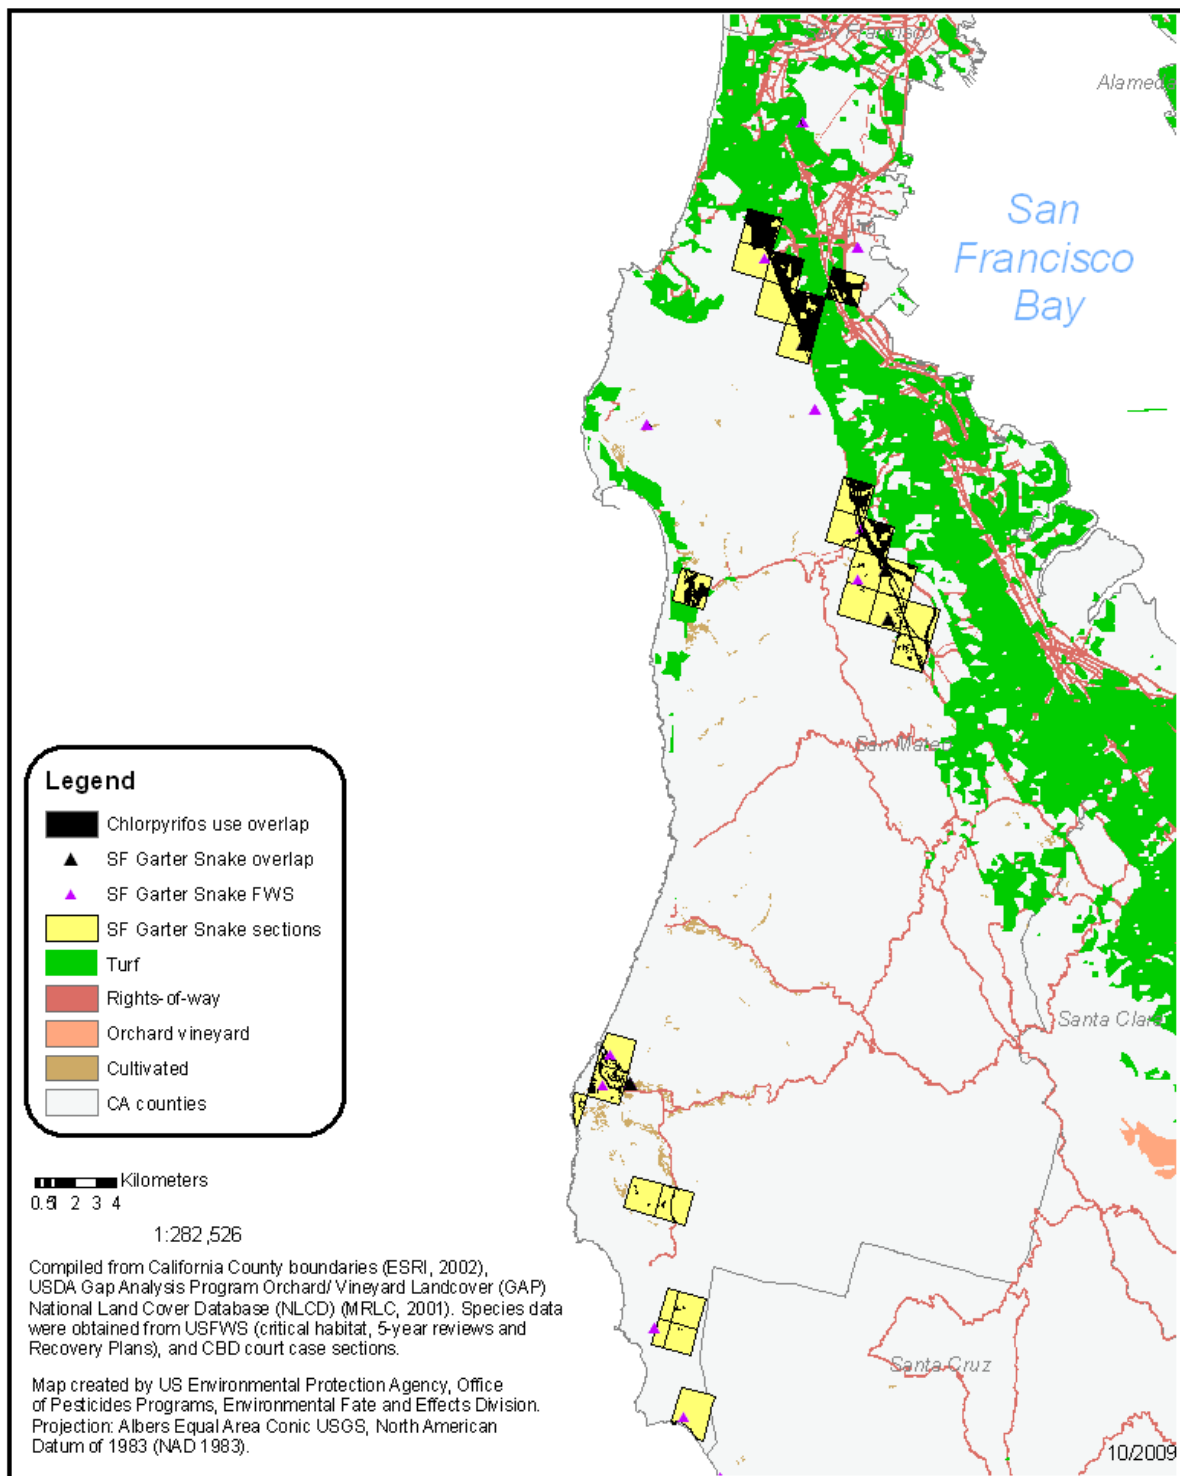 San Francisco
Alameda
San
Francisco
Bay
San Mateo
Santa Clara
Santa Cruz
Legend
Chlorpyrifos use overlap
SF Garter Snake overlap
SF Garter Snake FWS
SF Garter Snake sections
Turf
Rights-of-way
Orchard vineyard
Cultivated
CA counties
Kilometers
0.51 2 3 4
1:282,526
Compiled from California County boundaries (ESRI, 2002),
USDA Gap Analysis Program Orchard/ Vineyard Landcover (GAP)
National Land Cover Database (NLCD) (MRLC, 2001). Species data
were obtained from USFWS (critical habitat, 5-year reviews and
Recovery Plans), and CBD court case sections.
Map created by US Environmental Protection Agency, Office
of Pesticides Programs, Environmental Fate and Effects Division.
Projection: Albers Equal Area Conic USGS, North American
Datum of 1983 (NAD 1983).
10/2009